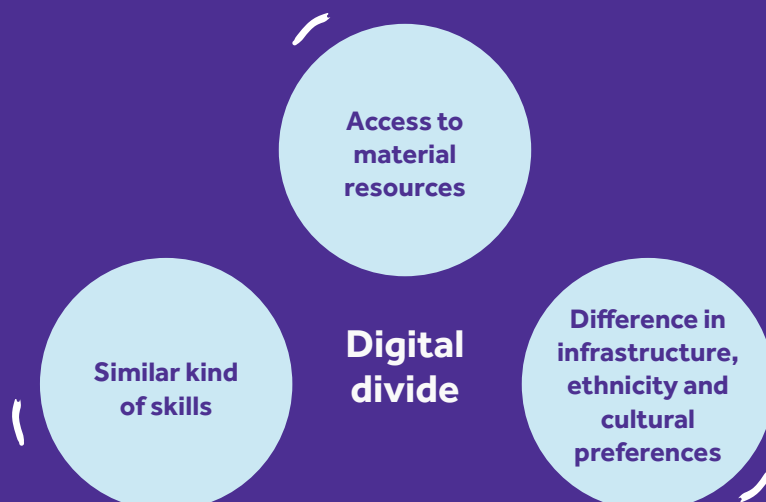 Access to
material
resources
Similar kind
of skills
Digital
divide
Difference in
infrastructure,
ethnicity and
cultural
preferences